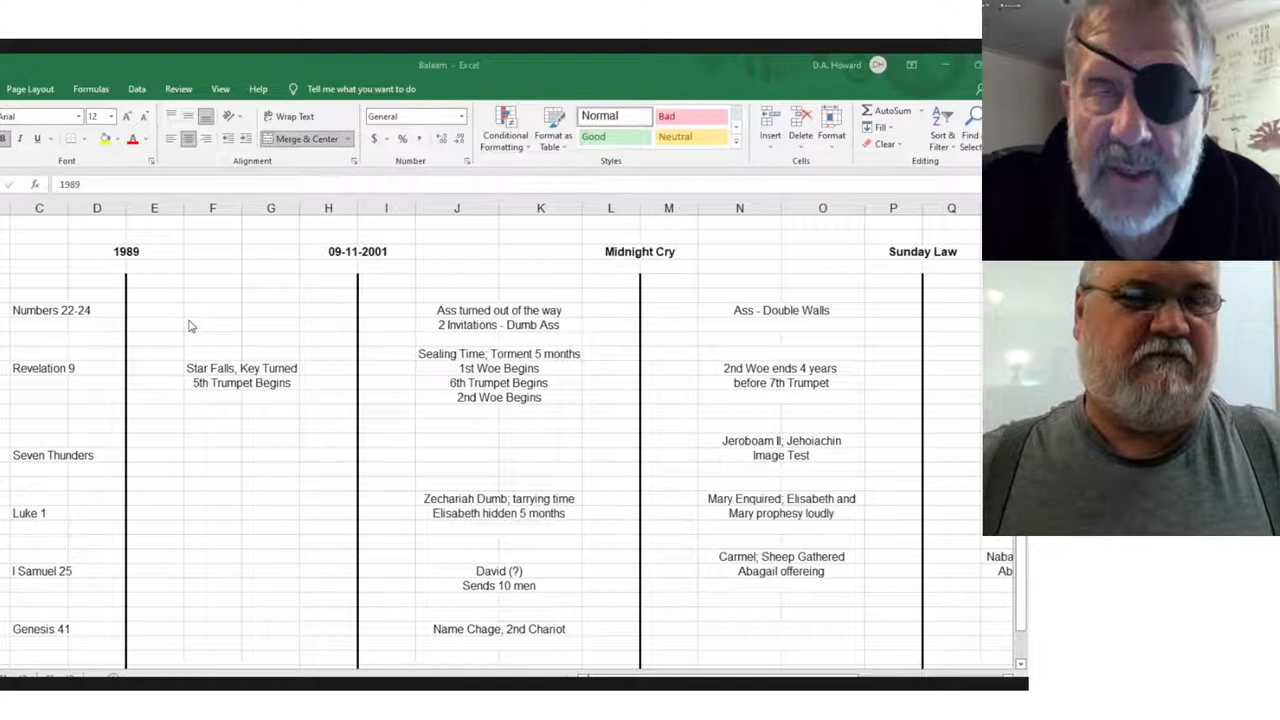 Balaam – Excel
D.A. Howard
Page Layout Formulas Data Review View Help Tell me what you want to do
12 Wrap Text General Normal Bad AutoSum
B I U Merge & Center $ % Conditional Formatting Format as Table Good Neutral Insert Delete Format Fill Sort & Filter
Clear
Font Alignment Number Styles Cells Editing
fx 1989
C D E F G H I J K L M N O P Q
1989 09-11-2001 Midnight Cry Sunday Law
Numbers 22-24 Ass turned out of the way Ass - Double Walls
2 Invitations - Dumb Ass
Sealing Time; Torment 5 months
Revelation 9 Star Falls, Key Turned 1st Woe Begins 2nd Woe ends 4 years
5th Trumpet Begins 6th Trumpet Begins before 7th Trumpet
2nd Woe Begins
Jeroboam II; Jehoiachin
Seven Thunders Image Test
Zechariah Dumb; tarrying time Mary Enquired; Elisabeth and
Luke 1 Elisabeth hidden 5 months Mary prophesy loudly
Carmel; Sheep Gathered Naba
I Samuel 25 David (?) Abagail offereing Ab
Sends 10 men
Genesis 41 Name Chage, 2nd Chariot